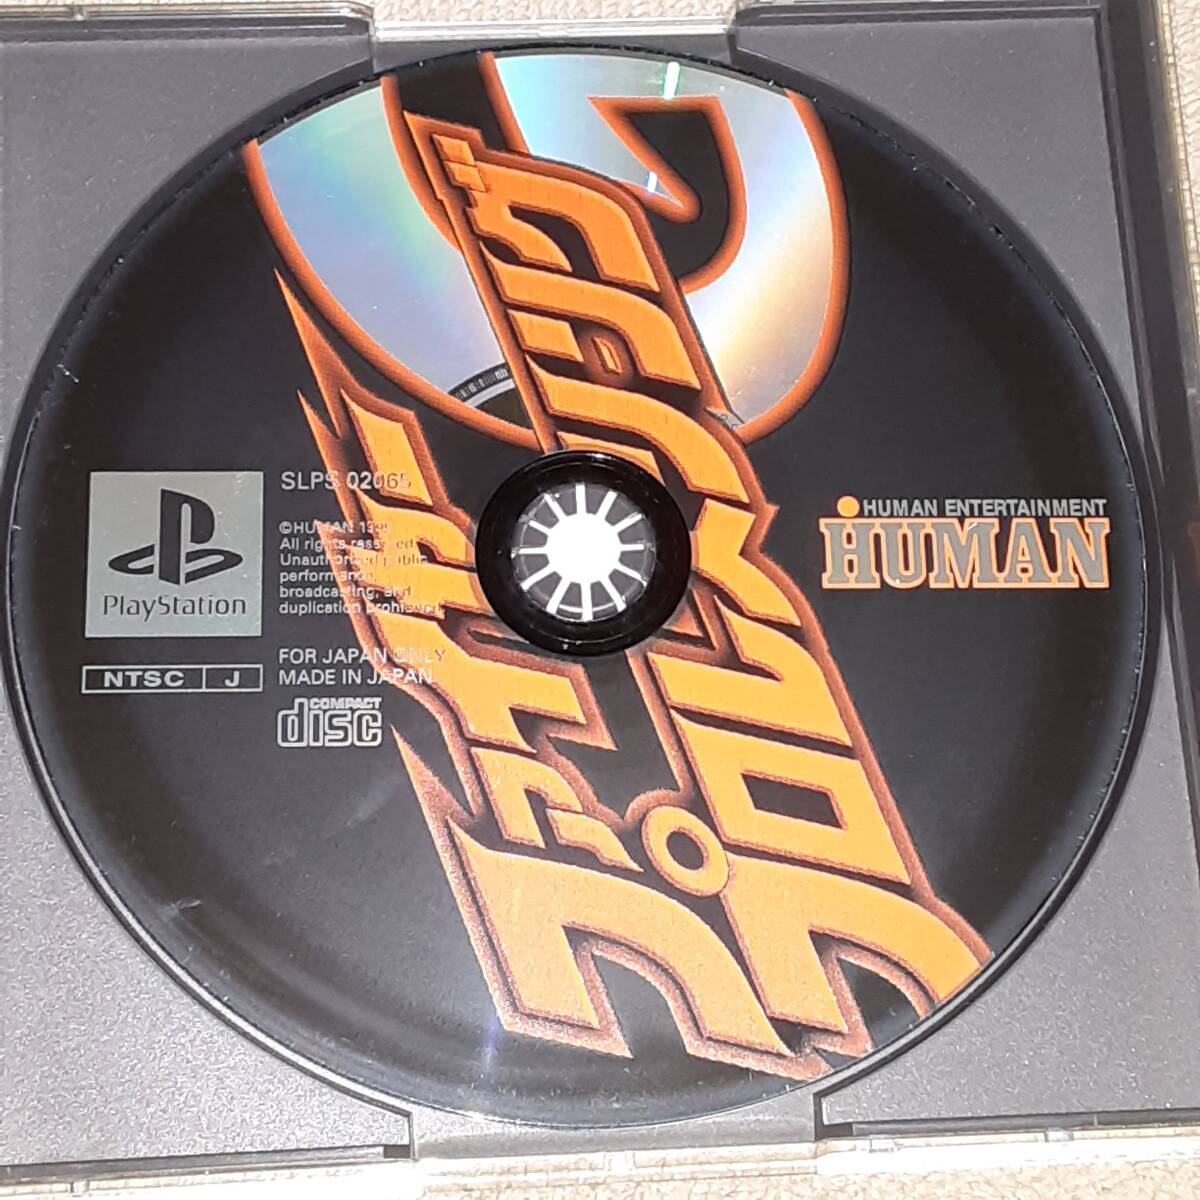 SLPS 02065
©HUMAN 1999
All rights reserved.
Unauthorized public
performance,
broadcasting, and
duplication prohibited.
PlayStation
NTSC J
FOR JAPAN ONLY
MADE IN JAPAN
COMPACT
disc
HUMAN ENTERTAINMENT
HUMAN